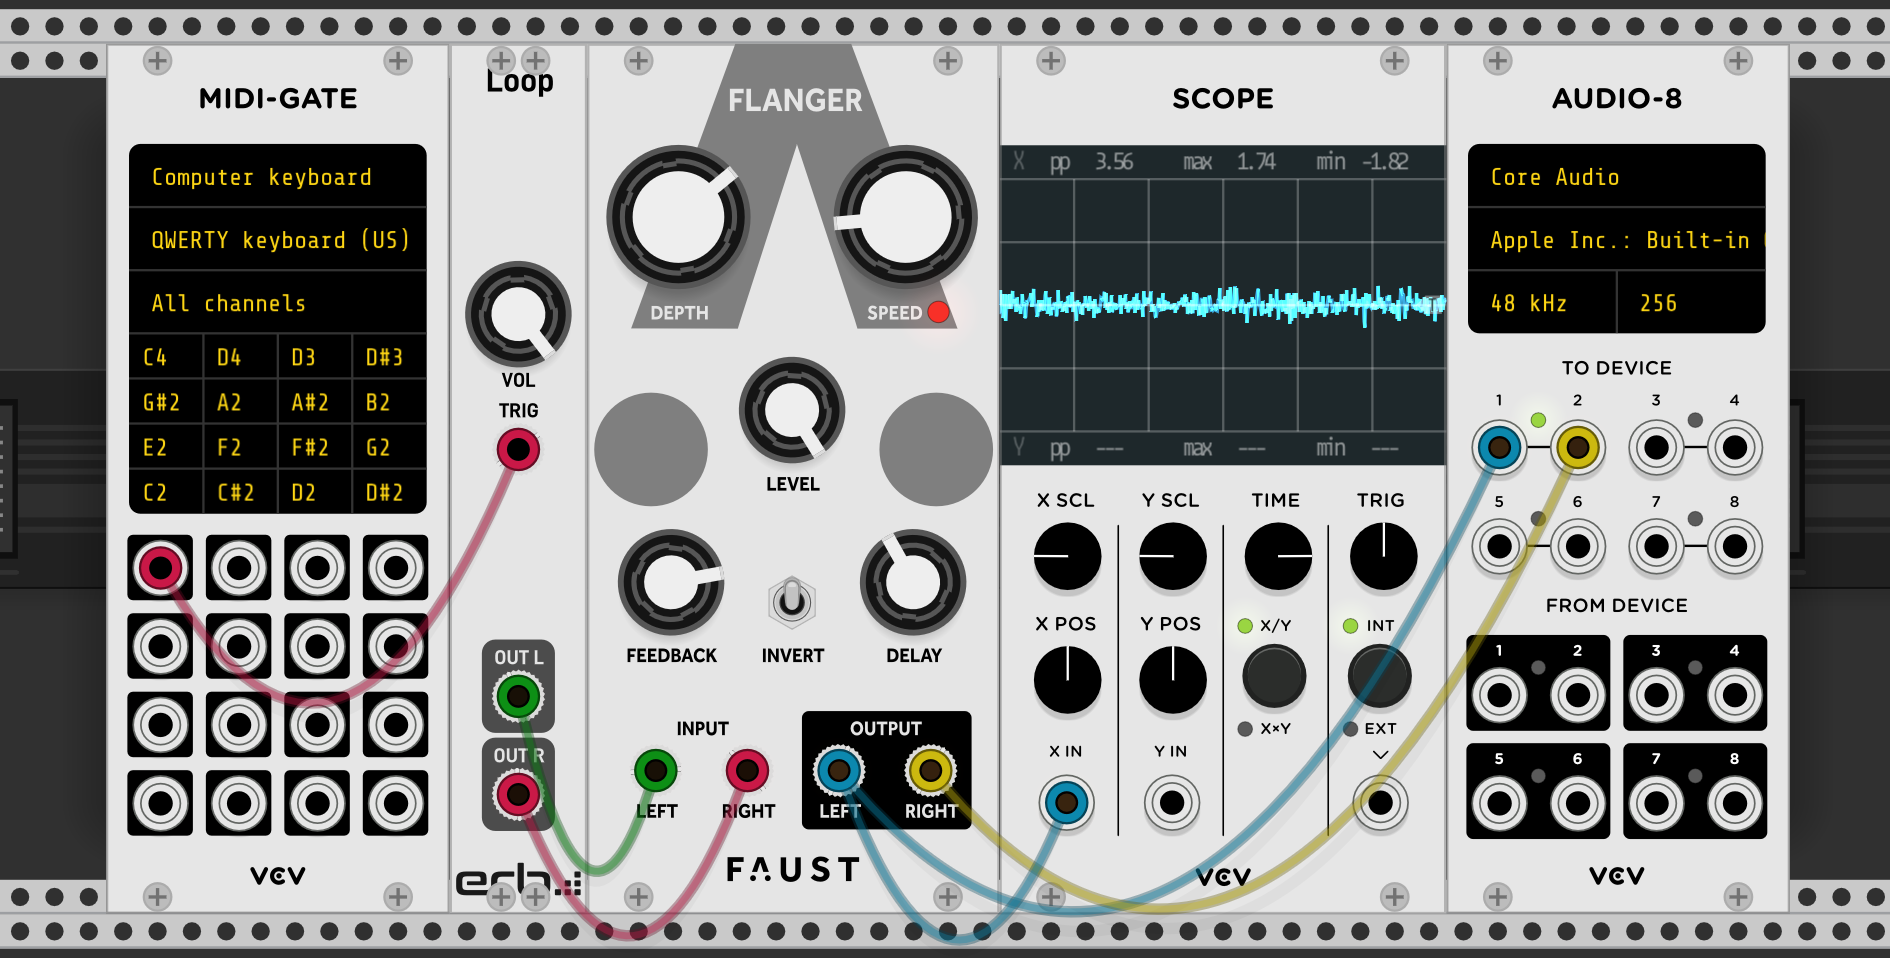 MIDI-GATE
Computer keyboard
QWERTY keyboard (US)
All channels
C4 D4 D3 D#3
G#2 A2 A#2 B2
E2 F2 F#2 G2
C2 C#2 D2 D#2
VCV
Loop
VOL
TRIG
OUT L
OUT R
erb
FLANGER
DEPTH
SPEED
LEVEL
FEEDBACK INVERT DELAY
INPUT OUTPUT
LEFT RIGHT LEFT RIGHT
FAUST
SCOPE
X pp 3.56 max 1.74 min -1.82
Y pp --- max --- min ---
X SCL Y SCL TIME TRIG
X POS Y POS X/Y INT
X×Y EXT
X IN Y IN
VCV
AUDIO-8
Core Audio
Apple Inc.: Built-in
48 kHz 256
TO DEVICE
1 2 3 4
5 6 7 8
FROM DEVICE
1 2 3 4
5 6 7 8
VCV